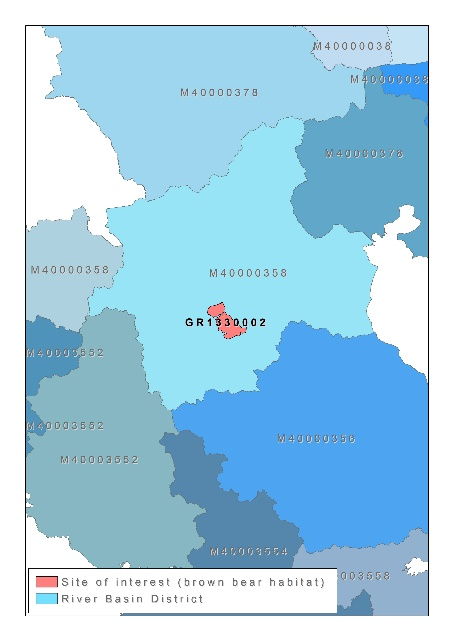 M40000038
M40000038
M40000378
M40000378
M40000358
M40000358
GR1330002
M40003552
M40003552
M40003552
M40000356
M40003554
03558
Site of interest (brown bear habitat)
River Basin District